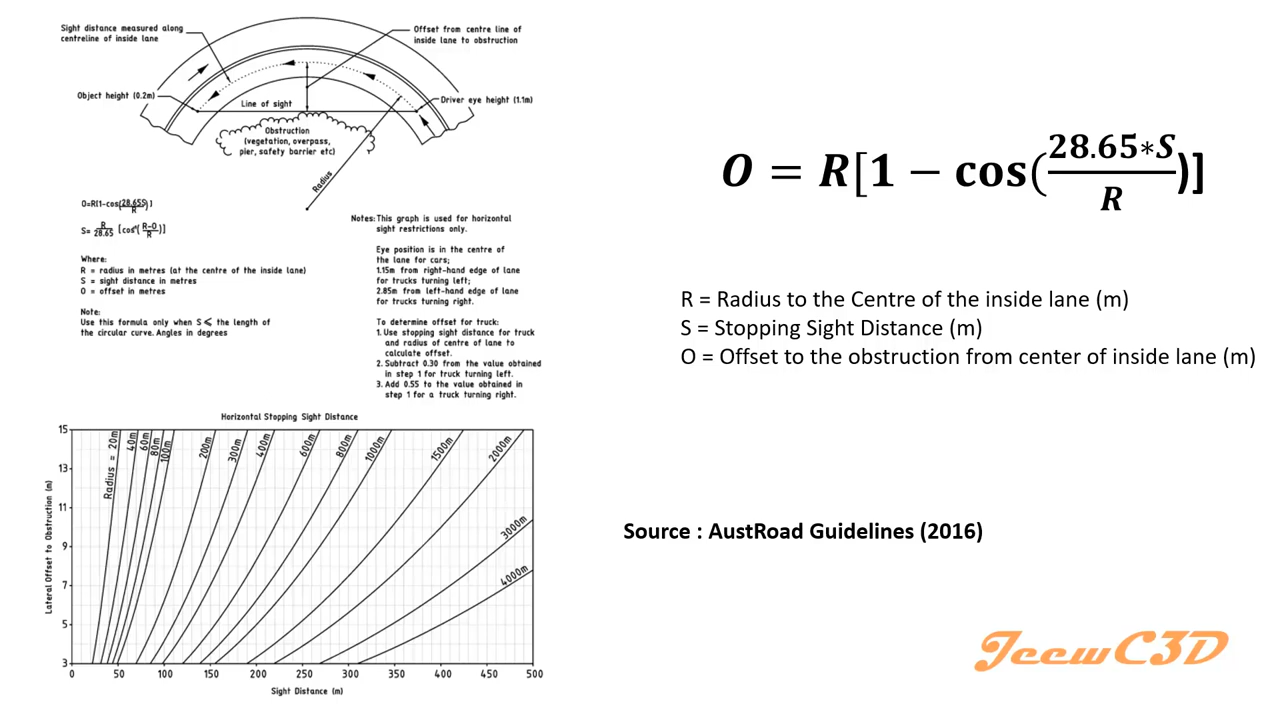 Sight distance measured along
centreline of inside lane
Offset from centre line of
inside lane to obstruction
Object height (0.2m)
Line of sight
Driver eye height (1.1m)
Obstruction
(vegetation, overpass,
pier, safety barrier etc)
Radius
O=R[1-cos(28.65S/R)]
S= R/28.65 [cos⁻¹(R-O/R)]
Where:
R = radius in metres (at the centre of the inside lane)
S = sight distance in metres
O = offset in metres
Note:
Use this formula only when S ⩽ the length of
the circular curve. Angles in degrees
Notes: This graph is used for horizontal
sight restrictions only.
Eye position is in the centre of
the lane for cars;
1.15m from right-hand edge of lane
for trucks turning left;
2.85m from left-hand edge of lane
for trucks turning right.
To determine offset for truck:
1. Use stopping sight distance for truck
and radius of centre of lane to
calculate offset.
2. Subtract 0.30 from the value obtained
in step 1 for truck turning left.
3. Add 0.55 to the value obtained in
step 1 for a truck turning right.
Horizontal Stopping Sight Distance
15
13
11
9
7
5
3
Lateral Offset to Obstruction (m)
Radius = 20m
40m
60m
80m
100m
200m
300m
400m
600m
800m
1000m
1500m
2000m
3000m
4000m
0 50 100 150 200 250 300 350 400 450 500
Sight Distance (m)
O = R[1 − cos(28.65*S/R)]
R = Radius to the Centre of the inside lane (m)
S = Stopping Sight Distance (m)
O = Offset to the obstruction from center of inside lane (m)
Source : AustRoad Guidelines (2016)
JeewC3D